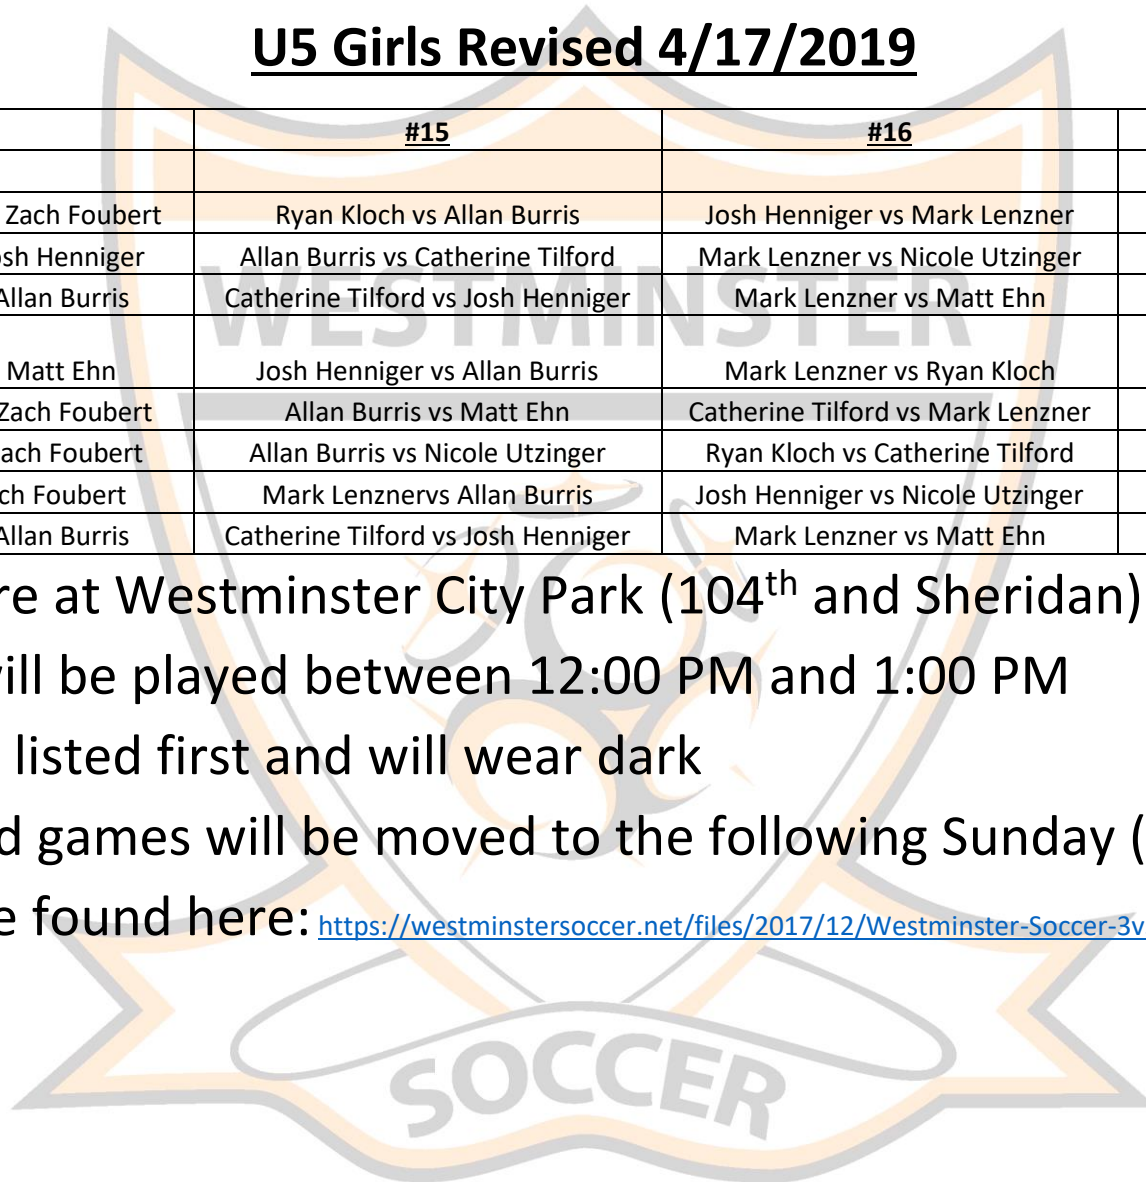 U5 Girls Revised 4/17/2019
#15 #16
Zach Foubert Ryan Kloch vs Allan Burris Josh Henniger vs Mark Lenzner
sh Henniger Allan Burris vs Catherine Tilford Mark Lenzner vs Nicole Utzinger
Allan Burris Catherine Tilford vs Josh Henniger Mark Lenzner vs Matt Ehn
Matt Ehn Josh Henniger vs Allan Burris Mark Lenzner vs Ryan Kloch
Zach Foubert Allan Burris vs Matt Ehn Catherine Tilford vs Mark Lenzner
ach Foubert Allan Burris vs Nicole Utzinger Ryan Kloch vs Catherine Tilford
ch Foubert Mark Lenznervs Allan Burris Josh Henniger vs Nicole Utzinger
Allan Burris Catherine Tilford vs Josh Henniger Mark Lenzner vs Matt Ehn
WESTMINSTER
re at Westminster City Park (104th and Sheridan)
will be played between 12:00 PM and 1:00 PM
listed first and will wear dark
d games will be moved to the following Sunday (
e found here: https://westminstersoccer.net/files/2017/12/Westminster-Soccer-3v
SOCCER